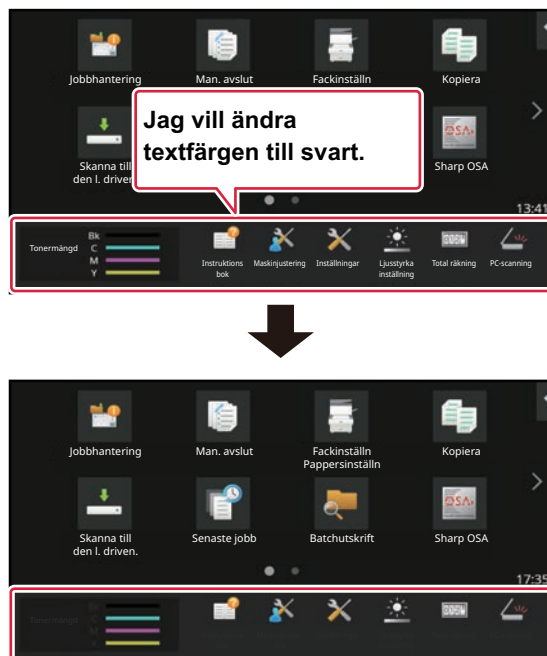 Jobbhantering
Man. avslut
Fackinställn
Kopiera
Jag vill ändra
textfärgen till svart.
Skanna till
den l. driven
OSA
Sharp OSA
13:41
Tonermängd
Bk
C
M
Y
Instruktions
bok
Maskinjustering
Inställningar
Ljusstyrka
inställning
Total räkning
PC-scanning
Jobbhantering
Man. avslut
Fackinställn
Pappersinställn
Kopiera
Skanna till
den l. driven.
Senaste jobb
Batchutskrift
OSA
Sharp OSA
17:35
Tonermängd
Bk
C
M
Y